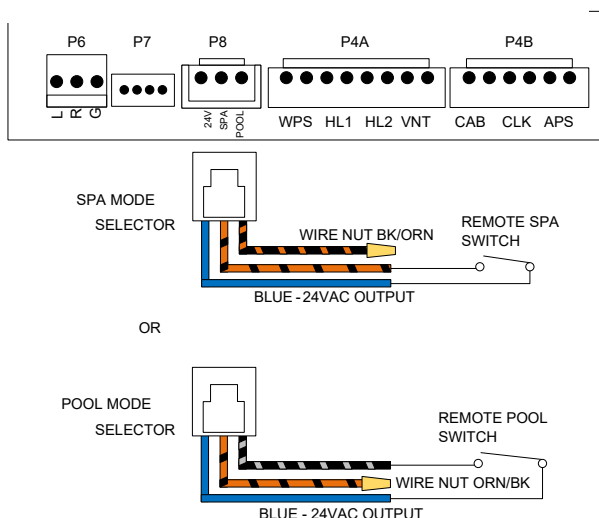 P6 P7 P8 P4A P4B
L R G 24V SPA POOL WPS HL1 HL2 VNT CAB CLK APS
SPA MODE
SELECTOR
WIRE NUT BK/ORN
REMOTE SPA
SWITCH
BLUE - 24VAC OUTPUT
OR
POOL MODE
SELECTOR
REMOTE POOL
SWITCH
WIRE NUT ORN/BK
BLUE - 24VAC OUTPUT